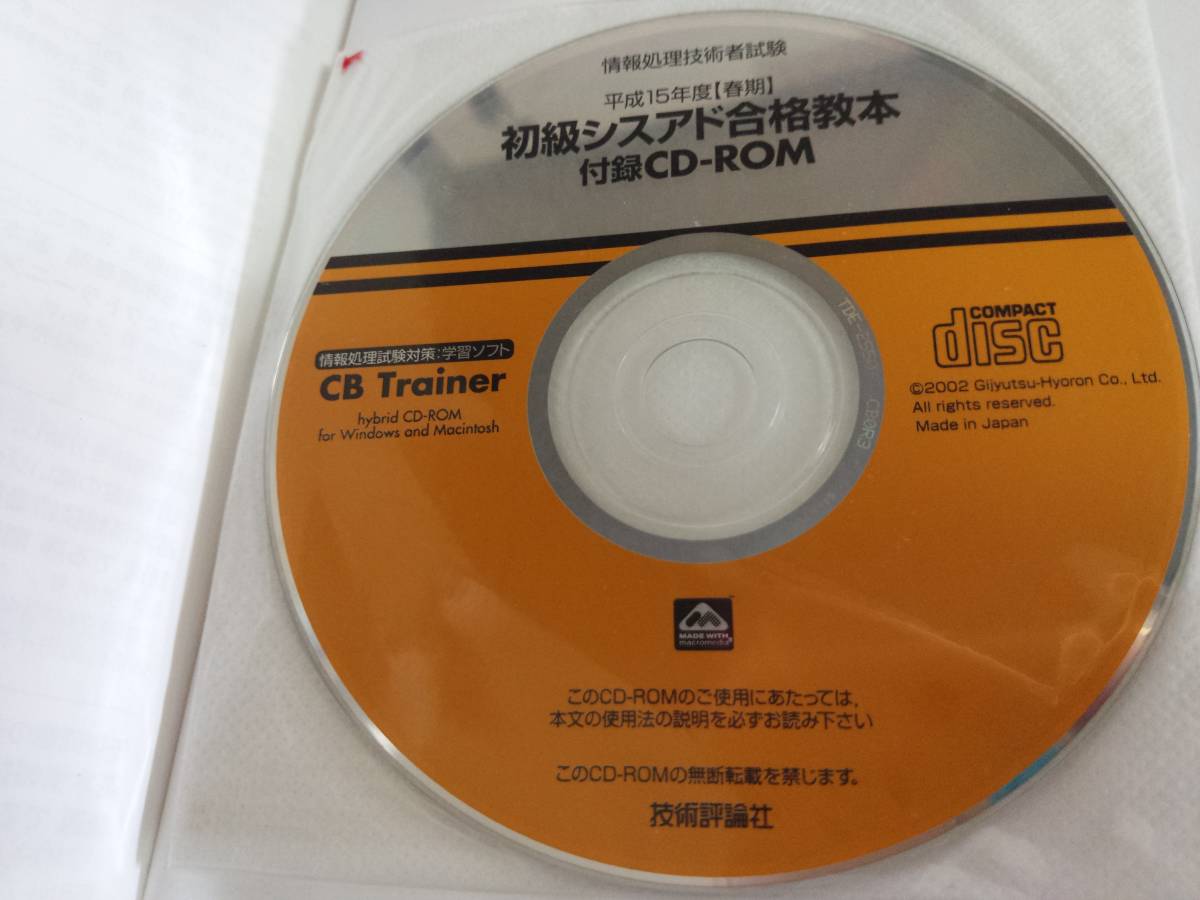 情報処理技術者試験
平成15年度【春期】
初級シスアド合格教本
付録CD-ROM
情報処理試験対策:学習ソフト
CB Trainer
hybrid CD-ROM
for Windows and Macintosh
COMPACT
disc
©2002 Gijyutsu-Hyoron Co., Ltd.
All rights reserved.
Made in Japan
CBOR3
MADE WITH
macromedia
このCD-ROMのご使用にあたっては,
本文の使用法の説明を必ずお読み下さい
このCD-ROMの無断転載を禁じます。
技術評論社